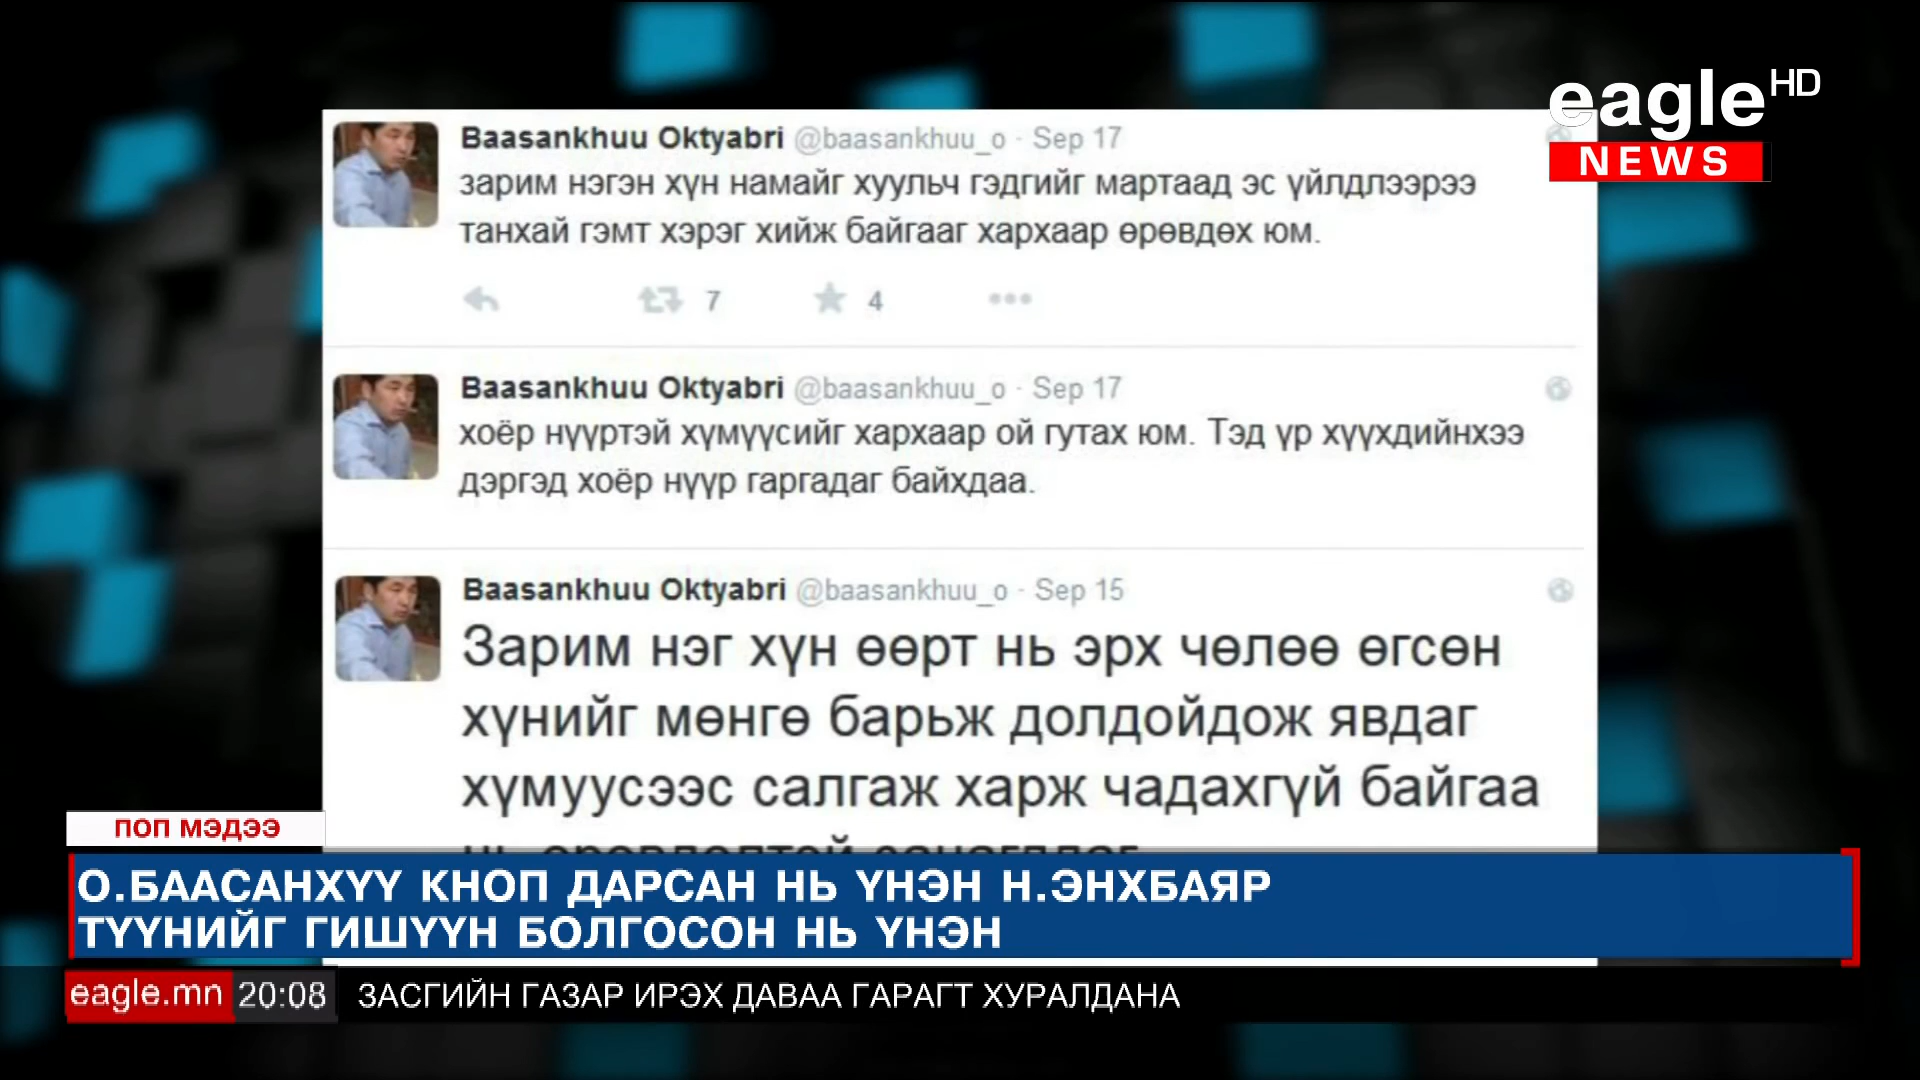 eagle HD
NEWS
Baasankhuu Oktyabri @baasankhuu_o · Sep 17
зарим нэгэн хүн намайг хуульч гэдгийг мартаад эс үйлдлээрээ
танхай гэмт хэрэг хийж байгааг хархаар өрөвдөх юм.
7 4
Baasankhuu Oktyabri @baasankhuu_o · Sep 17
хоёр нүүртэй хүмүүсийг хархаар ой гутах юм. Тэд үр хүүхдийнхээ
дэргэд хоёр нүүр гаргадаг байхдаа.
Baasankhuu Oktyabri @baasankhuu_o · Sep 15
Зарим нэг хүн өөрт нь эрх чөлөө өгсөн
хүнийг мөнгө барьж долдойдож явдаг
хүмуусээс салгаж харж чадахгүй байгаа
ПОП МЭДЭЭ
О.БААСАНХҮҮ КНОП ДАРСАН НЬ ҮНЭН Н.ЭНХБАЯР
ТҮҮНИЙГ ГИШҮҮН БОЛГОСОН НЬ ҮНЭН
eagle.mn 20:08 ЗАСГИЙН ГАЗАР ИРЭХ ДАВАА ГАРАГТ ХУРАЛДАНА